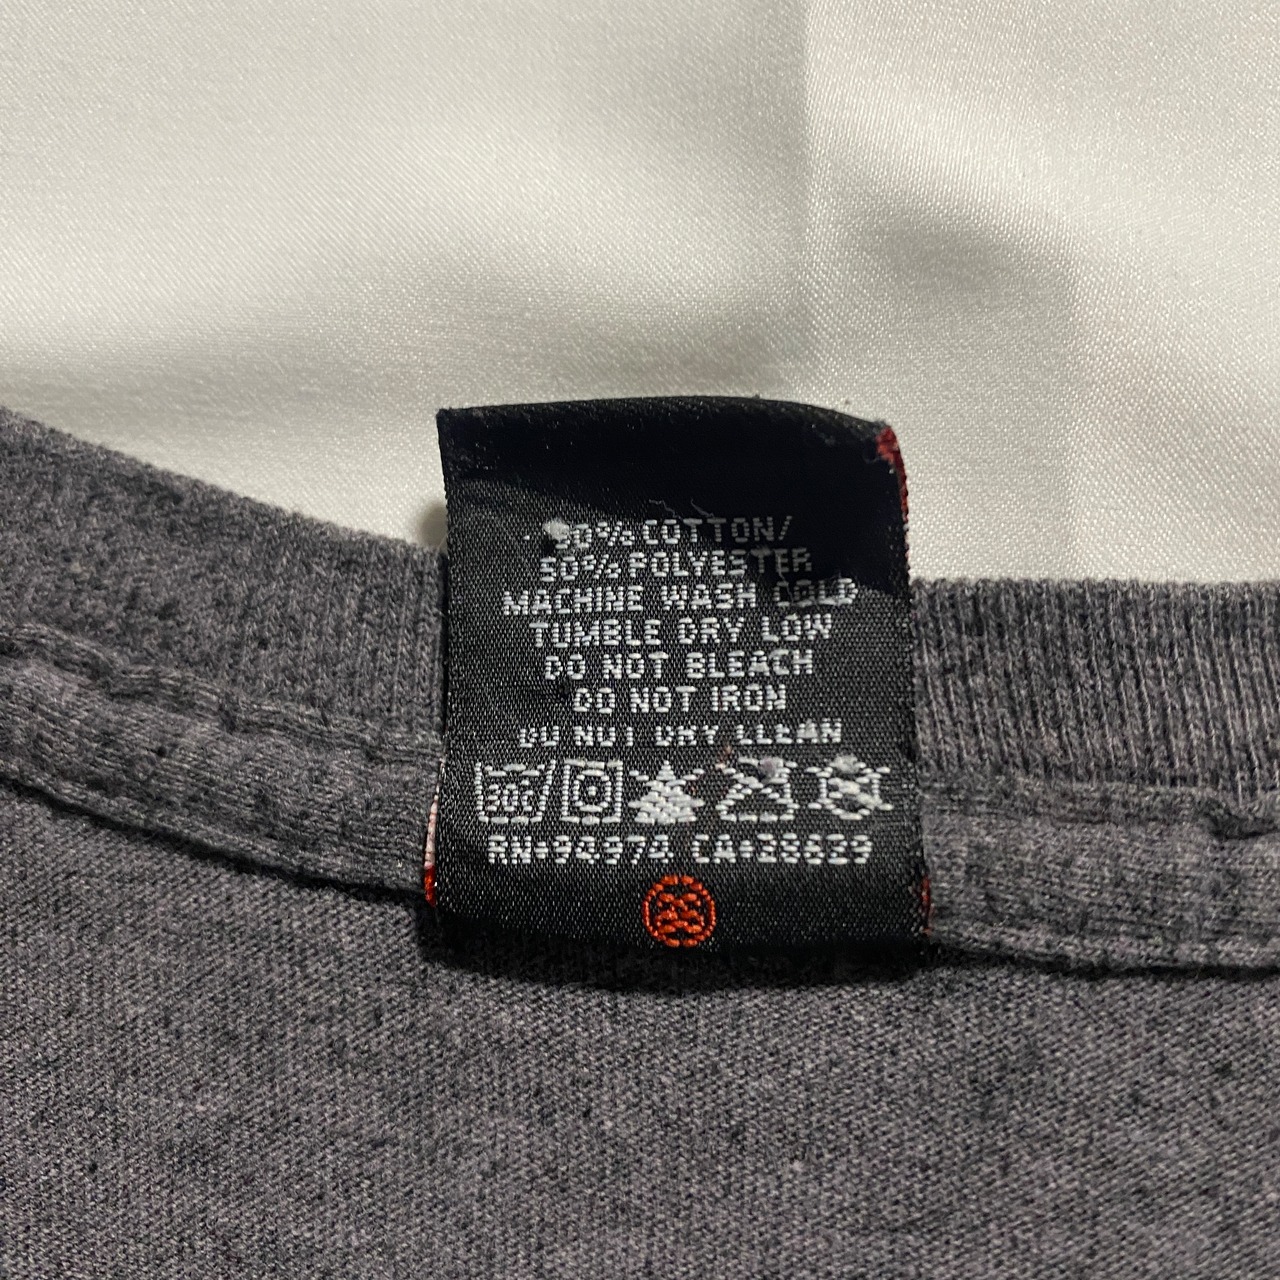 50% COTTON/
50% POLYESTER
MACHINE WASH COLD
TUMBLE DRY LOW
DO NOT BLEACH
DO NOT IRON
DO NOT DRY CLEAN
30C
RN#94974 CA#28629